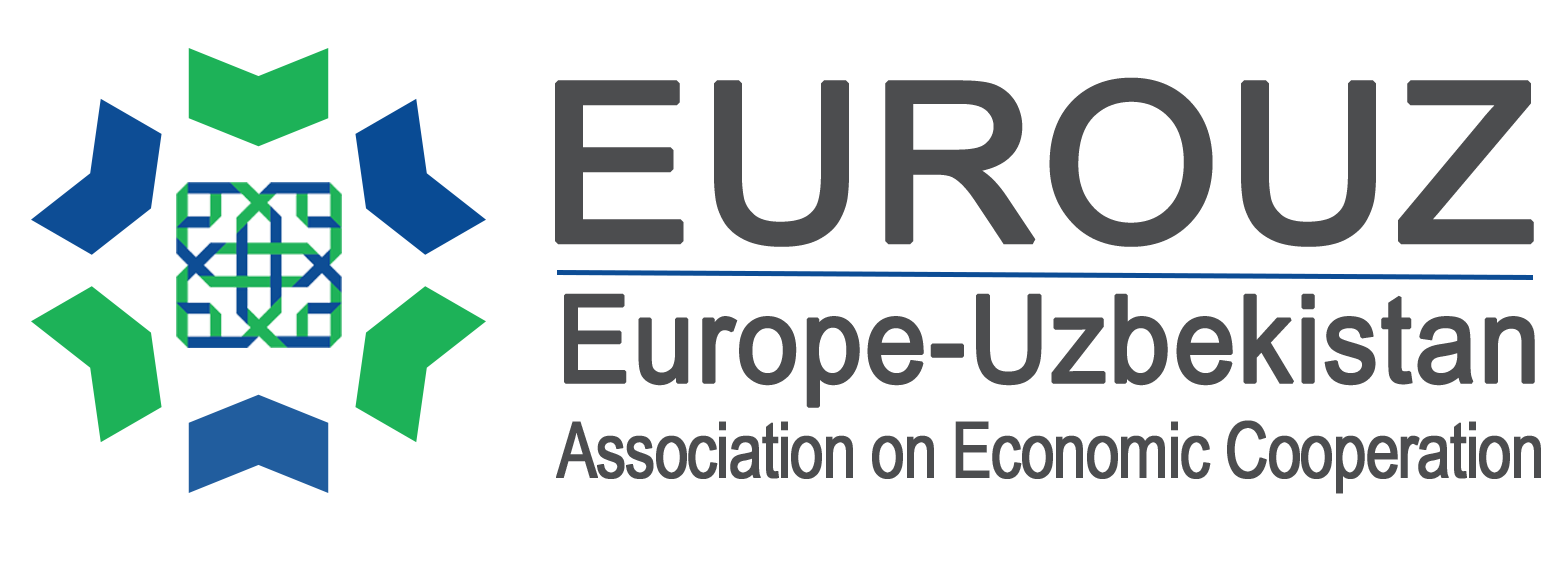 EUROUZ
Europe-Uzbekistan
Association on Economic Cooperation